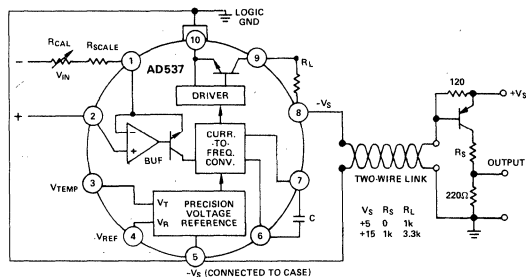 LOGIC
GND
10
RCAL
RSCALE
1
AD537
9
−
VIN
RL
DRIVER
−VS
8
120
+VS
+
2
−
+
BUF
CURR.
-TO-
FREQ.
CONV.
RS
OUTPUT
TWO-WIRE LINK
3
7
VTEMP
VT
VR
PRECISION
VOLTAGE
REFERENCE
C
220Ω
VS RS RL
+5 0 1k
+15 1k 3.3k
VREF
4
6
5
−VS (CONNECTED TO CASE)